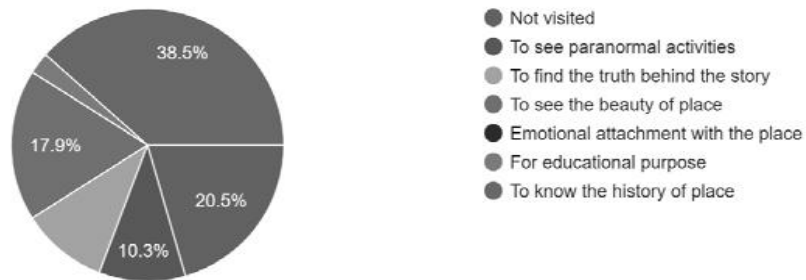 38.5%
17.9%
20.5%
10.3%
Not visited
To see paranormal activities
To find the truth behind the story
To see the beauty of place
Emotional attachment with the place
For educational purpose
To know the history of place